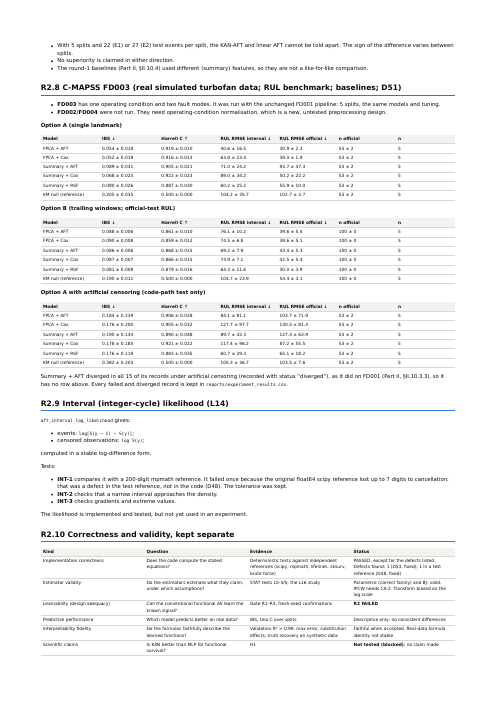 With 5 splits and 22 (E1) or 27 (E2) test events per split, the KAN-AFT and linear AFT cannot be told apart. The sign of the difference varies between
splits.
No superiority is claimed in either direction.
The round-1 baselines (Part II, §II.10.4) used different (summary) features, so they are not a like-for-like comparison.
R2.8 C-MAPSS FD003 (real simulated turbofan data; RUL benchmark; baselines; D51)
FD003 has one operating condition and two fault modes. It was run with the unchanged FD001 pipeline: 5 splits, the same models and tuning.
FD002/FD004 were not run. They need operating-condition normalisation, which is a new, untested preprocessing design.
Option A (single landmark)
Model IBS ↓ Harrell C ↑ RUL RMSE internal ↓ RUL RMSE official ↓ n official n
FPCA + AFT 0.054 ± 0.018 0.919 ± 0.010 40.6 ± 16.5 30.9 ± 2.3 53 ± 2 5
FPCA + Cox 0.052 ± 0.019 0.916 ± 0.013 63.8 ± 23.4 39.0 ± 1.9 53 ± 2 5
Summary + AFT 0.089 ± 0.031 0.905 ± 0.021 71.0 ± 24.2 93.7 ± 47.3 53 ± 2 5
Summary + Cox 0.068 ± 0.025 0.922 ± 0.023 89.0 ± 34.2 50.2 ± 22.2 53 ± 2 5
Summary + RSF 0.090 ± 0.026 0.887 ± 0.030 60.2 ± 25.2 55.9 ± 10.0 53 ± 2 5
KM null (reference) 0.205 ± 0.035 0.500 ± 0.000 104.2 ± 35.7 102.7 ± 3.7 53 ± 2 5
Option B (trailing windows; official-test RUL)
Model IBS ↓ Harrell C ↑ RUL RMSE internal ↓ RUL RMSE official ↓ n official n
FPCA + AFT 0.088 ± 0.006 0.861 ± 0.010 76.1 ± 10.2 39.6 ± 5.4 100 ± 0 5
FPCA + Cox 0.090 ± 0.008 0.859 ± 0.012 74.5 ± 6.8 38.6 ± 5.1 100 ± 0 5
Summary + AFT 0.086 ± 0.006 0.868 ± 0.015 69.2 ± 7.9 43.4 ± 5.3 100 ± 0 5
Summary + Cox 0.087 ± 0.007 0.866 ± 0.015 74.9 ± 7.1 42.5 ± 5.4 100 ± 0 5
Summary + RSF 0.081 ± 0.009 0.879 ± 0.016 64.3 ± 11.6 30.0 ± 3.9 100 ± 0 5
KM null (reference) 0.190 ± 0.011 0.500 ± 0.000 104.7 ± 23.9 54.4 ± 3.1 100 ± 0 5
Option A with artificial censoring (code-path test only)
Model IBS ↓ Harrell C ↑ RUL RMSE internal ↓ RUL RMSE official ↓ n official n
FPCA + AFT 0.184 ± 0.239 0.906 ± 0.028 84.1 ± 81.1 103.7 ± 71.9 53 ± 2 5
FPCA + Cox 0.176 ± 0.200 0.905 ± 0.032 127.7 ± 97.7 130.5 ± 81.4 53 ± 2 5
Summary + AFT 0.190 ± 0.134 0.890 ± 0.048 89.7 ± 42.3 127.4 ± 63.9 53 ± 2 5
Summary + Cox 0.178 ± 0.185 0.921 ± 0.022 117.4 ± 98.2 87.2 ± 55.5 53 ± 2 5
Summary + RSF 0.176 ± 0.119 0.883 ± 0.035 60.7 ± 29.3 65.1 ± 18.2 53 ± 2 5
KM null (reference) 0.382 ± 0.203 0.500 ± 0.000 105.3 ± 36.7 103.5 ± 7.6 53 ± 2 5
Summary + AFT diverged in all 15 of its records under artificial censoring (recorded with status "diverged"), as it did on FD001 (Part II, §II.10.3.3), so it
has no row above. Every failed and diverged record is kept in reports/experiment_results.csv.
R2.9 Interval (integer-cycle) likelihood (L14)
aft_interval_log_likelihood gives:
events: log[S(y − 1) − S(y)];
censored observations: log S(y);
computed in a stable log-difference form.
Tests:
INT-1 compares it with a 200-digit mpmath reference. It failed once because the original float64 scipy reference lost up to 7 digits to cancellation;
that was a defect in the test reference, not in the code (D48). The tolerance was kept.
INT-2 checks that a narrow interval approaches the density.
INT-3 checks gradients and extreme values.
The likelihood is implemented and tested, but not yet used in an experiment.
R2.10 Correctness and validity, kept separate
Kind Question Evidence Status
Implementation correctness Does the code compute the stated equations? Deterministic tests against independent references (scipy, mpmath, lifelines, sksurv, brute force) PASSED, except for the defects listed. Defects found: 1 (D53, fixed); 1 in a test reference (D48, fixed)
Estimator validity Do the estimators estimate what they claim, under which assumptions? STAT tests L5-4/5; the L16 study Parametric (correct family) and BJ: valid. IPCW needs CA-2. Transform biased on the log scale
Learnability (design adequacy) Can the conventional functional AE learn the known signal? Gate R1–R3; fresh-seed confirmations R2 FAILED
Predictive performance Which model predicts better on real data? IBS, Uno C over splits Descriptive only; no consistent differences
Interpretability fidelity Do the formulas faithfully describe the learned functions? Validation R² > 0.99, max error, substitution effects; truth recovery on synthetic data Faithful when accepted. Real-data formula identity not stable
Scientific claims Is KAN better than MLP for functional survival? H1 Not tested (blocked); no claim made